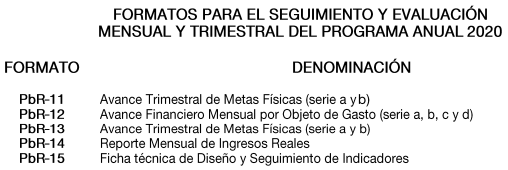 FORMATOS PARA EL SEGUIMIENTO Y EVALUACIÓN
MENSUAL Y TRIMESTRAL DEL PROGRAMA ANUAL 2020
FORMATO DENOMINACIÓN
PbR-11 Avance Trimestral de Metas Físicas (serie a y b)
PbR-12 Avance Financiero Mensual por Objeto de Gasto (serie a, b, c y d)
PbR-13 Avance Trimestral de Metas Físicas (serie a y b)
PbR-14 Reporte Mensual de Ingresos Reales
PbR-15 Ficha técnica de Diseño y Seguimiento de Indicadores